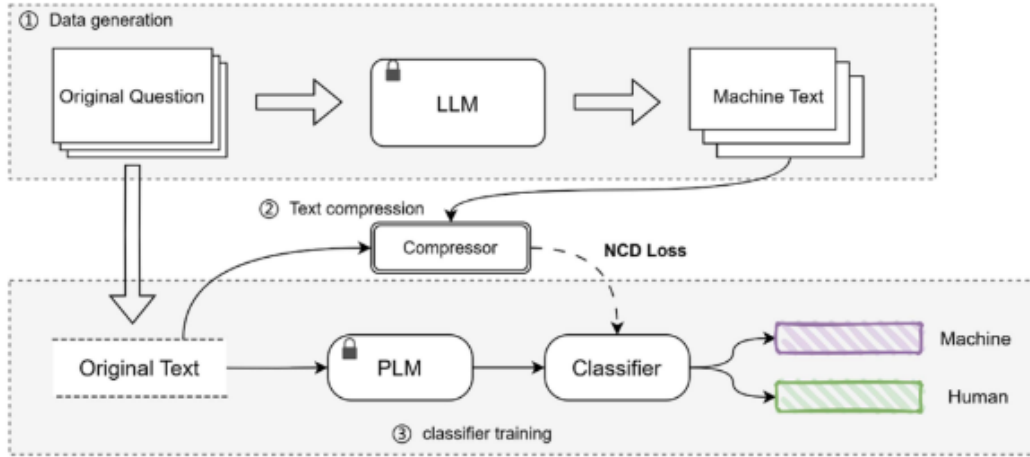 ① Data generation
Original Question
LLM
Machine Text
② Text compression
Compressor
NCD Loss
Original Text
PLM
Classifier
Machine
Human
③ classifier training